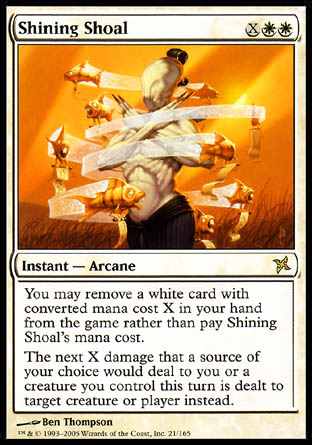 Shining Shoal X
Instant — Arcane
You may remove a white card with
converted mana cost X in your hand
from the game rather than pay Shining
Shoal's mana cost.
The next X damage that a source of
your choice would deal to you or a
creature you control this turn is dealt to
target creature or player instead.
Ben Thompson
™ & © 1993–2005 Wizards of the Coast, Inc. 21/165